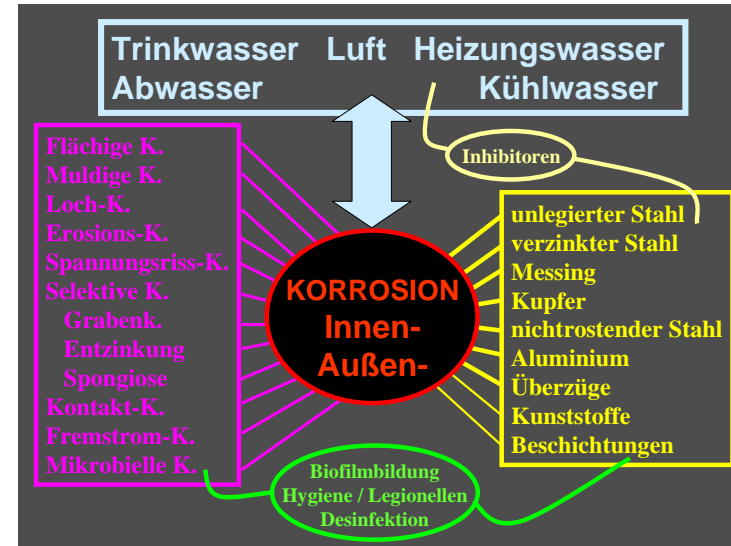 Trinkwasser Luft Heizungswasser
Abwasser Kühlwasser
Inhibitoren
Flächige K.
Muldige K.
Loch-K.
Erosions-K.
Spannungsriss-K.
Selektive K.
Grabenk.
Entzinkung
Spongiose
Kontakt-K.
Fremstrom-K.
Mikrobielle K.
KORROSION
Innen-
Außen-
unlegierter Stahl
verzinkter Stahl
Messing
Kupfer
nichtrostender Stahl
Aluminium
Überzüge
Kunststoffe
Beschichtungen
Biofilmbildung
Hygiene / Legionellen
Desinfektion